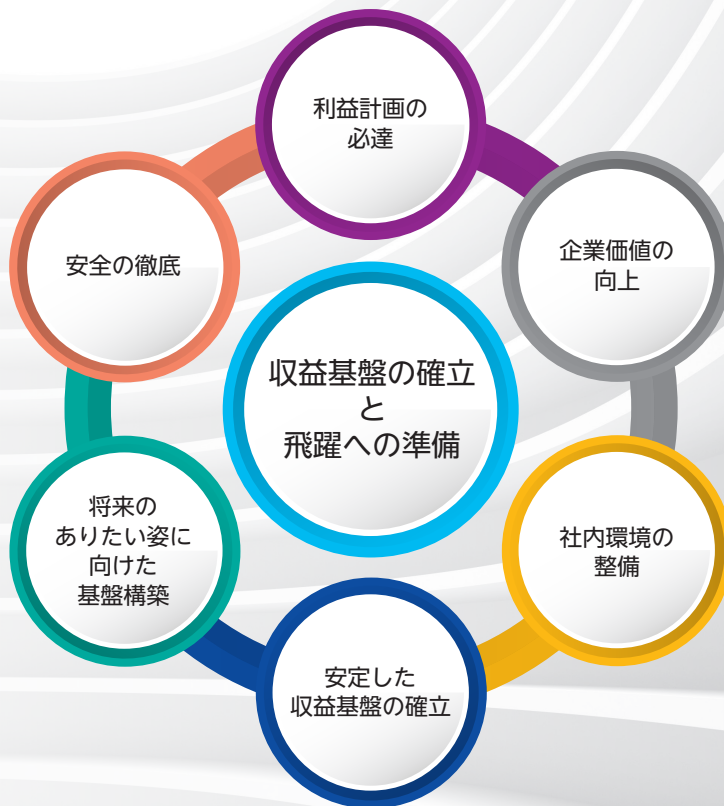 利益計画の
必達
企業価値の
向上
社内環境の
整備
安定した
収益基盤の確立
将来の
ありたい姿に
向けた
基盤構築
安全の徹底
収益基盤の確立
と
飛躍への準備